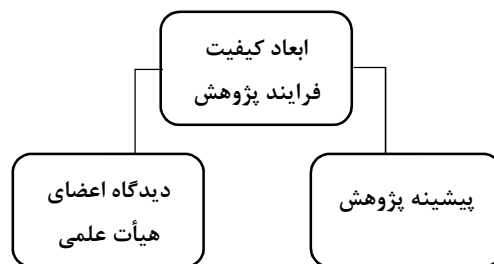 ابعاد کیفیت
فرایند پژوهش
پیشینه پژوهش
دیدگاه اعضای
هیأت علمی